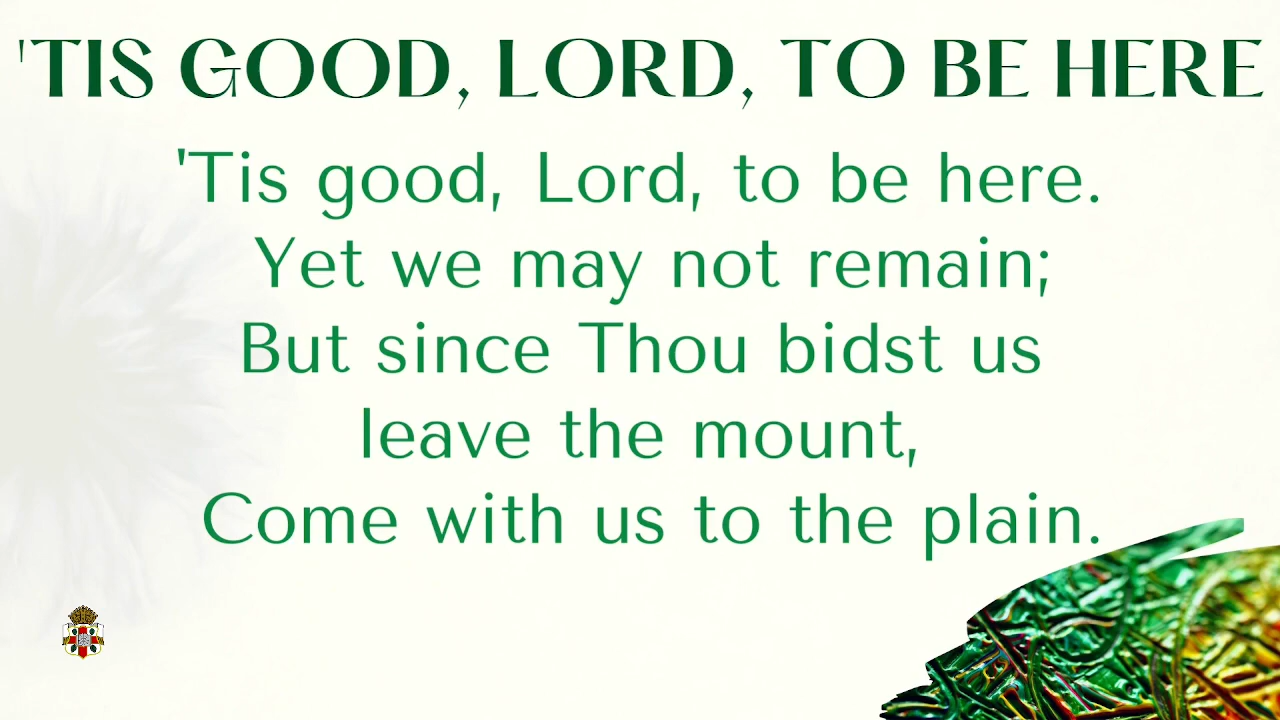 'TIS GOOD, LORD, TO BE HERE
'Tis good, Lord, to be here.
Yet we may not remain;
But since Thou bidst us
leave the mount,
Come with us to the plain.